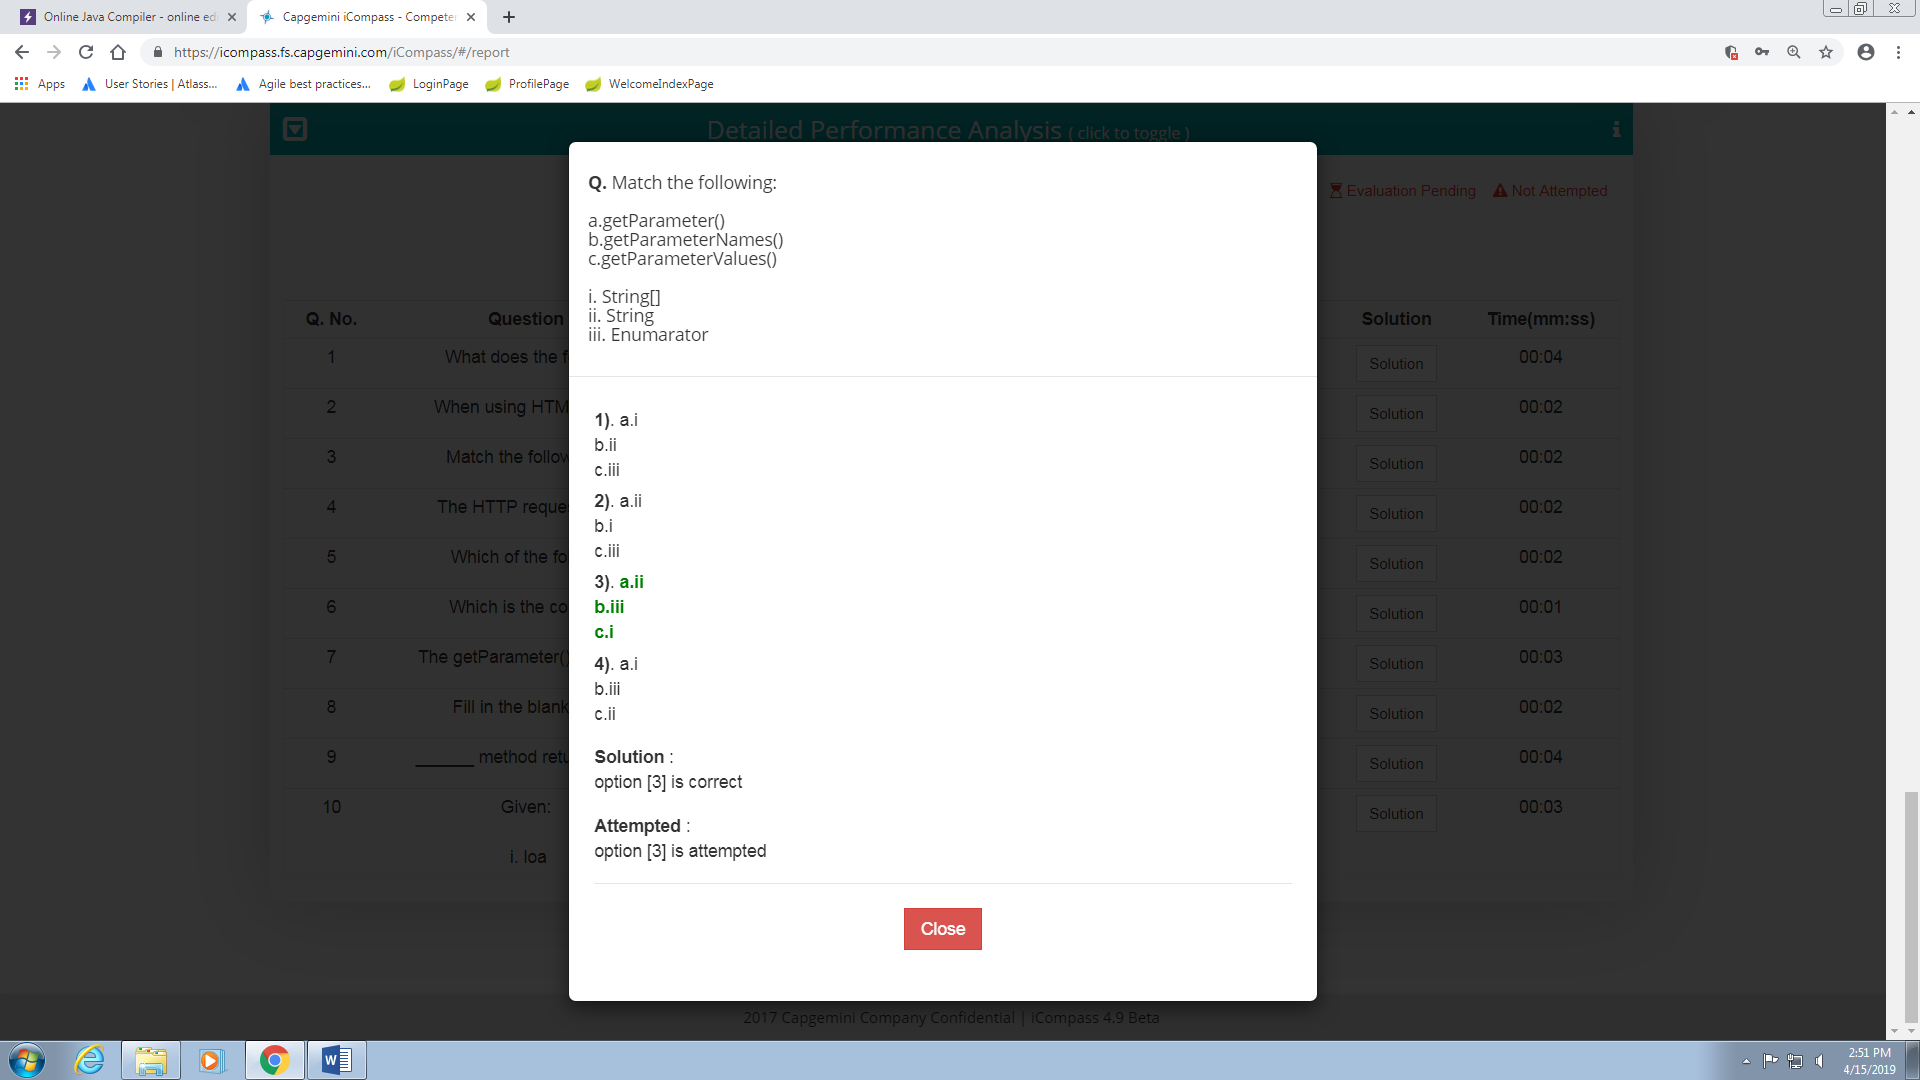 Online Java Compiler - online edi
Capgemini iCompass - Competen
https://icompass.fs.capgemini.com/iCompass/#/report
Apps
User Stories | Atlass...
Agile best practices...
LoginPage
ProfilePage
WelcomeIndexPage
Detailed Performance Analysis ( click to toggle )
Evaluation Pending
Not Attempted
Q. Match the following:
a.getParameter()
b.getParameterNames()
c.getParameterValues()
i. String[]
ii. String
iii. Enumarator
1). a.i
b.ii
c.iii
2). a.ii
b.i
c.iii
3). a.ii
b.iii
c.i
4). a.i
b.iii
c.ii
Solution :
option [3] is correct
Attempted :
option [3] is attempted
Close
Q. No. Question Solution Time(mm:ss)
1 What does the f Solution 00:04
2 When using HTM Solution 00:02
3 Match the follow Solution 00:02
4 The HTTP reque Solution 00:02
5 Which of the fo Solution 00:02
6 Which is the co Solution 00:01
7 The getParameter() Solution 00:03
8 Fill in the blank Solution 00:02
9 _______ method retu Solution 00:04
10 Given: Solution 00:03
i. loa
2017 Capgemini Company Confidential | iCompass 4.9 Beta
2:51 PM
4/15/2019